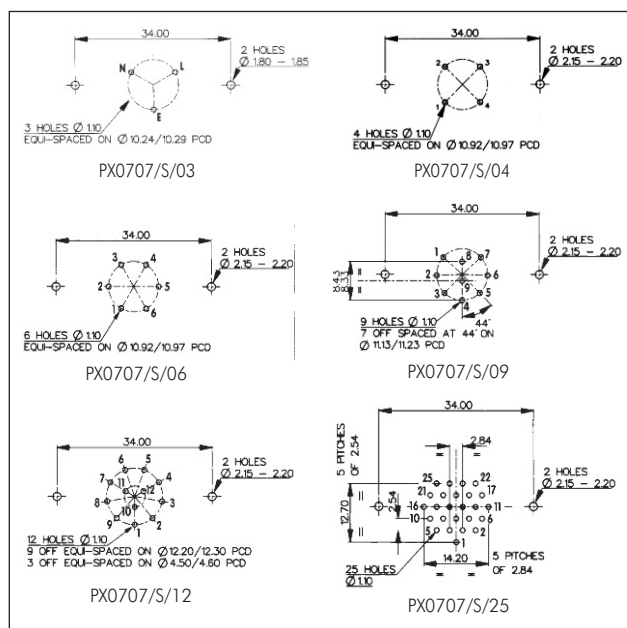 34.00
2 HOLES
Ø 1.80 – 1.85
N
L
E
3 HOLES Ø 1.10
EQUI-SPACED ON Ø 10.24/10.29 PCD
PX0707/S/03
34.00
2 HOLES
Ø 2.15 – 2.20
2
3
1
4
4 HOLES Ø 1.10
EQUI-SPACED ON Ø 10.92/10.97 PCD
PX0707/S/04
34.00
2 HOLES
Ø 2.15 – 2.20
3
4
2
5
1
6
6 HOLES Ø 1.10
EQUI-SPACED ON Ø 10.92/10.97 PCD
PX0707/S/06
34.00
2 HOLES
Ø 2.15 – 2.20
8.43
8.33
=
=
1
8
7
2
6
9
3
5
4
44°
9 HOLES Ø 1.10
7 OFF SPACED AT 44° ON
Ø 11.13/11.23 PCD
PX0707/S/09
34.00
2 HOLES
Ø 2.15 – 2.20
6
5
7
4
11
12
8
3
10
9
2
1
12 HOLES Ø 1.10
9 OFF EQUI-SPACED ON Ø 12.20/12.30 PCD
3 OFF EQUI-SPACED ON Ø 4.50/4.60 PCD
PX0707/S/12
34.00
2 HOLES
Ø 2.15 – 2.20
5 PITCHES
OF 2.54
2.84
=
=
25
22
21
17
16
11
10
6
5
2
1
12.70
2.54
=
=
14.20
5 PITCHES
OF 2.84
=
=
25 HOLES
Ø 1.10
PX0707/S/25